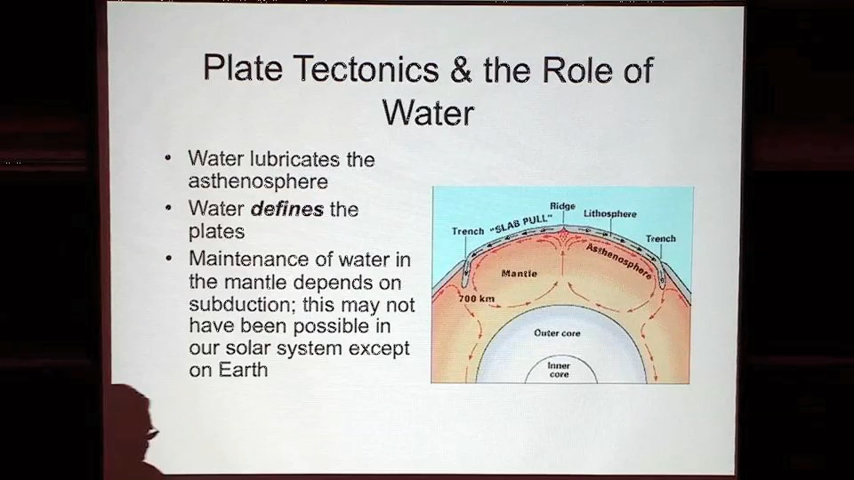 Plate Tectonics & the Role of
Water
• Water lubricates the
asthenosphere
• Water defines the
plates
• Maintenance of water in
the mantle depends on
subduction; this may not
have been possible in
our solar system except
on Earth
Ridge
"SLAB PULL"
Lithosphere
Trench
Trench
Asthenosphere
Mantle
700 km
Outer core
Inner
core